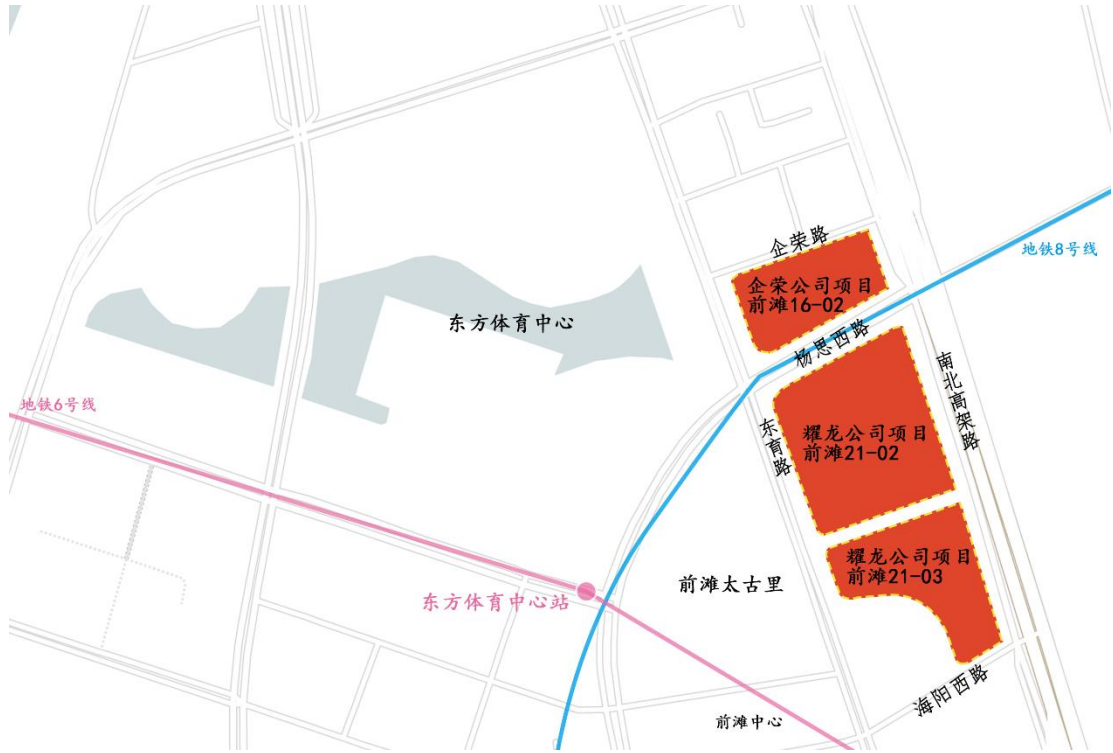 企荣路
地铁8号线
企荣公司项目
前滩16-02
东方体育中心
杨思西路
南北高架路
地铁6号线
东育路
耀龙公司项目
前滩21-02
耀龙公司项目
前滩21-03
前滩太古里
东方体育中心站
海阳西路
前滩中心